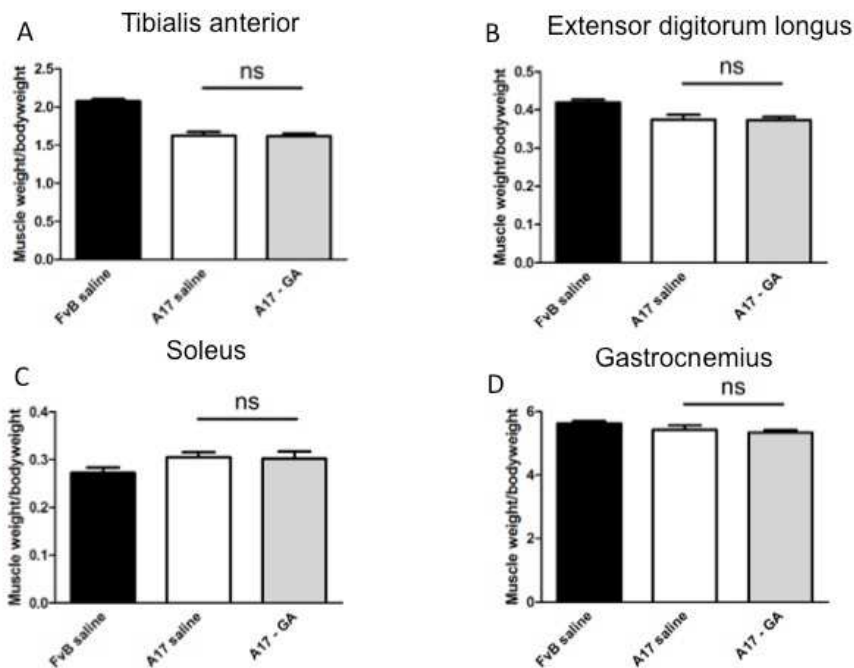 A
Tibialis anterior
ns
Muscle weight/bodyweight
2.5
2.0
1.5
1.0
0.5
0.0
FvB saline
A17 saline
A17 - GA
B
Extensor digitorum longus
ns
Muscle weight/bodyweight
0.5
0.4
0.3
0.2
0.1
0.0
FvB saline
A17 saline
A17 - GA
C
Soleus
ns
Muscle weight/bodyweight
0.4
0.3
0.2
0.1
0.0
FvB saline
A17 saline
A17 - GA
D
Gastrocnemius
ns
Muscle weight/bodyweight
6
4
2
0
FvB saline
A17 saline
A17 - GA